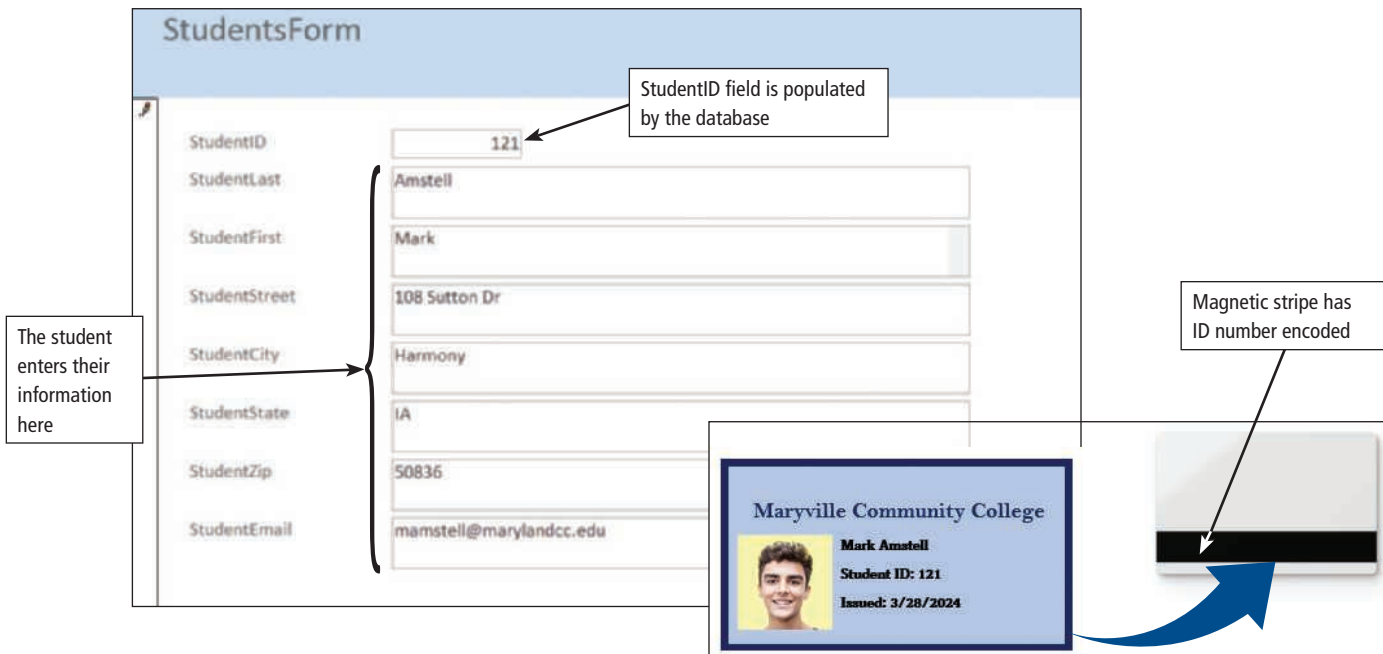 StudentsForm
StudentID field is populated
by the database
StudentID
121
StudentLast
Amstell
StudentFirst
Mark
StudentStreet
108 Sutton Dr
StudentCity
Harmony
StudentState
IA
StudentZip
50836
StudentEmail
mamstell@marylandcc.edu
The student
enters their
information
here
Magnetic stripe has
ID number encoded
Maryville Community College
Mark Amstell
Student ID: 121
Issued: 3/28/2024